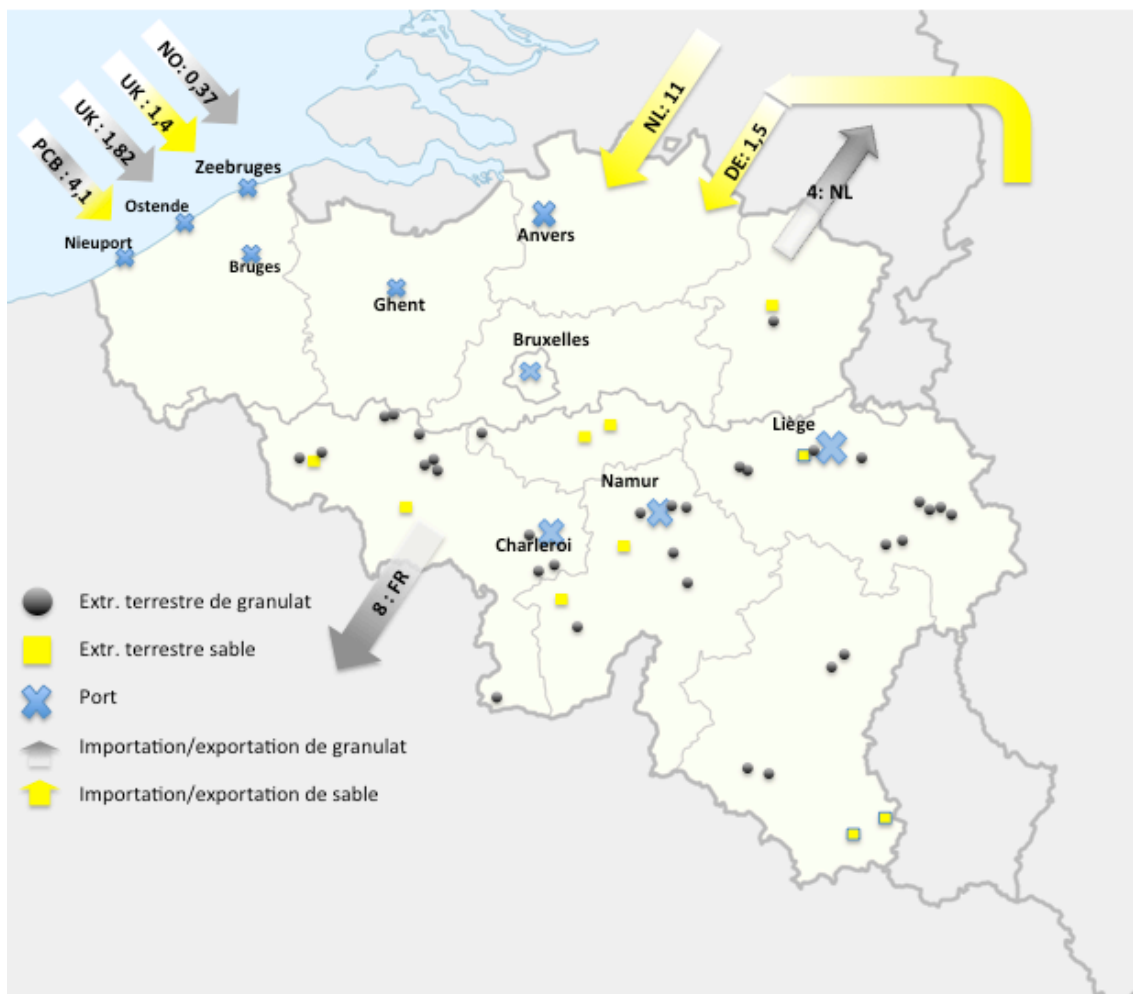 NO: 0,37
UK : 1,4
UK : 1,82
PCB : 4,1
NL: 11
DE: 1,5
4: NL
Zeebruges
Ostende
Nieuport
Bruges
Anvers
Ghent
Bruxelles
Liège
Namur
Charleroi
8 : FR
Extr. terrestre de granulat
Extr. terrestre sable
Port
Importation/exportation de granulat
Importation/exportation de sable